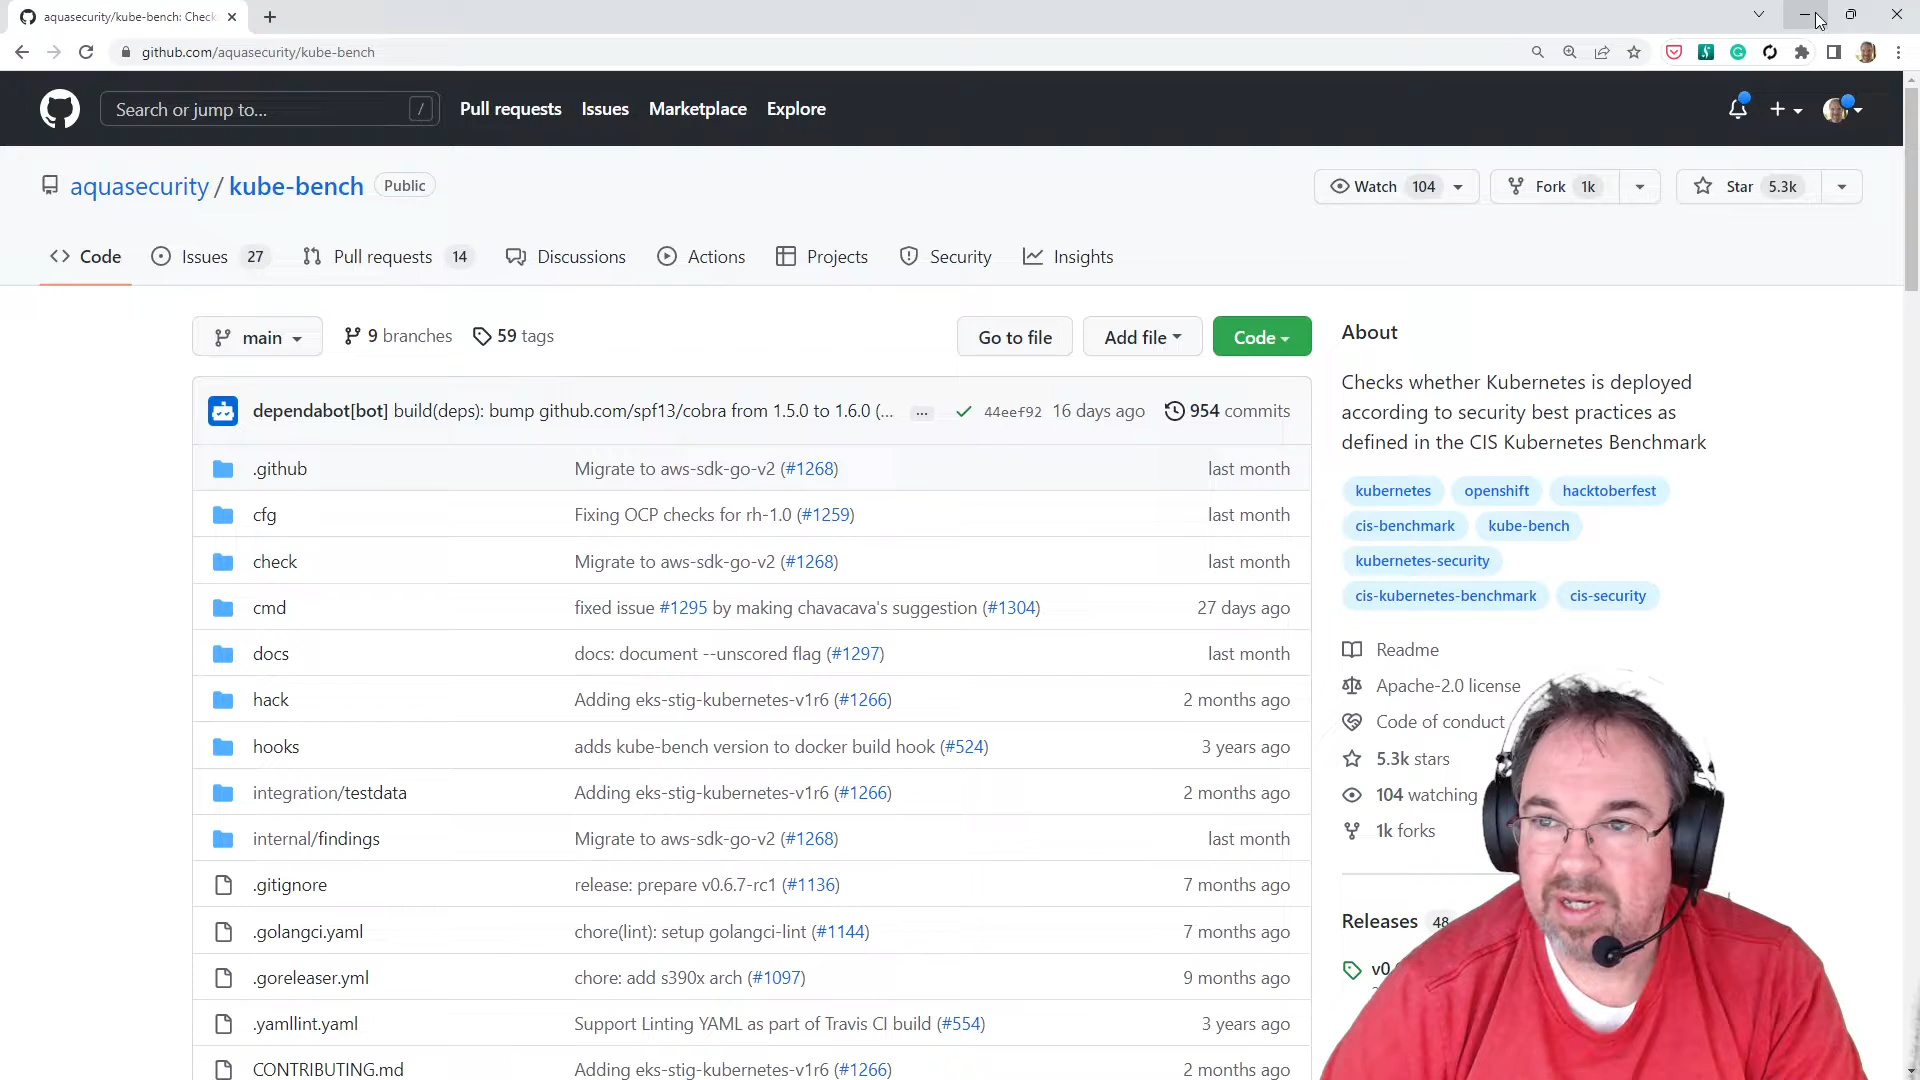 aquasecurity/kube-bench: Check
github.com/aquasecurity/kube-bench
Search or jump to... /
Pull requests Issues Marketplace Explore
aquasecurity / kube-bench Public
Watch 104 Fork 1k Star 5.3k
Code Issues 27 Pull requests 14 Discussions Actions Projects Security Insights
main 9 branches 59 tags Go to file Add file Code
dependabot[bot] build(deps): bump github.com/spf13/cobra from 1.5.0 to 1.6.0 (... ... 44eef92 16 days ago 954 commits
.github Migrate to aws-sdk-go-v2 (#1268) last month
cfg Fixing OCP checks for rh-1.0 (#1259) last month
check Migrate to aws-sdk-go-v2 (#1268) last month
cmd fixed issue #1295 by making chavacava's suggestion (#1304) 27 days ago
docs docs: document --unscored flag (#1297) last month
hack Adding eks-stig-kubernetes-v1r6 (#1266) 2 months ago
hooks adds kube-bench version to docker build hook (#524) 3 years ago
integration/testdata Adding eks-stig-kubernetes-v1r6 (#1266) 2 months ago
internal/findings Migrate to aws-sdk-go-v2 (#1268) last month
.gitignore release: prepare v0.6.7-rc1 (#1136) 7 months ago
.golangci.yaml chore(lint): setup golangci-lint (#1144) 7 months ago
.goreleaser.yml chore: add s390x arch (#1097) 9 months ago
.yamllint.yaml Support Linting YAML as part of Travis CI build (#554) 3 years ago
CONTRIBUTING.md Adding eks-stig-kubernetes-v1r6 (#1266) 2 months ago
About
Checks whether Kubernetes is deployed
according to security best practices as
defined in the CIS Kubernetes Benchmark
kubernetes openshift hacktoberfest
cis-benchmark kube-bench
kubernetes-security
cis-kubernetes-benchmark cis-security
Readme
Apache-2.0 license
Code of conduct
5.3k stars
104 watching
1k forks
Releases 48